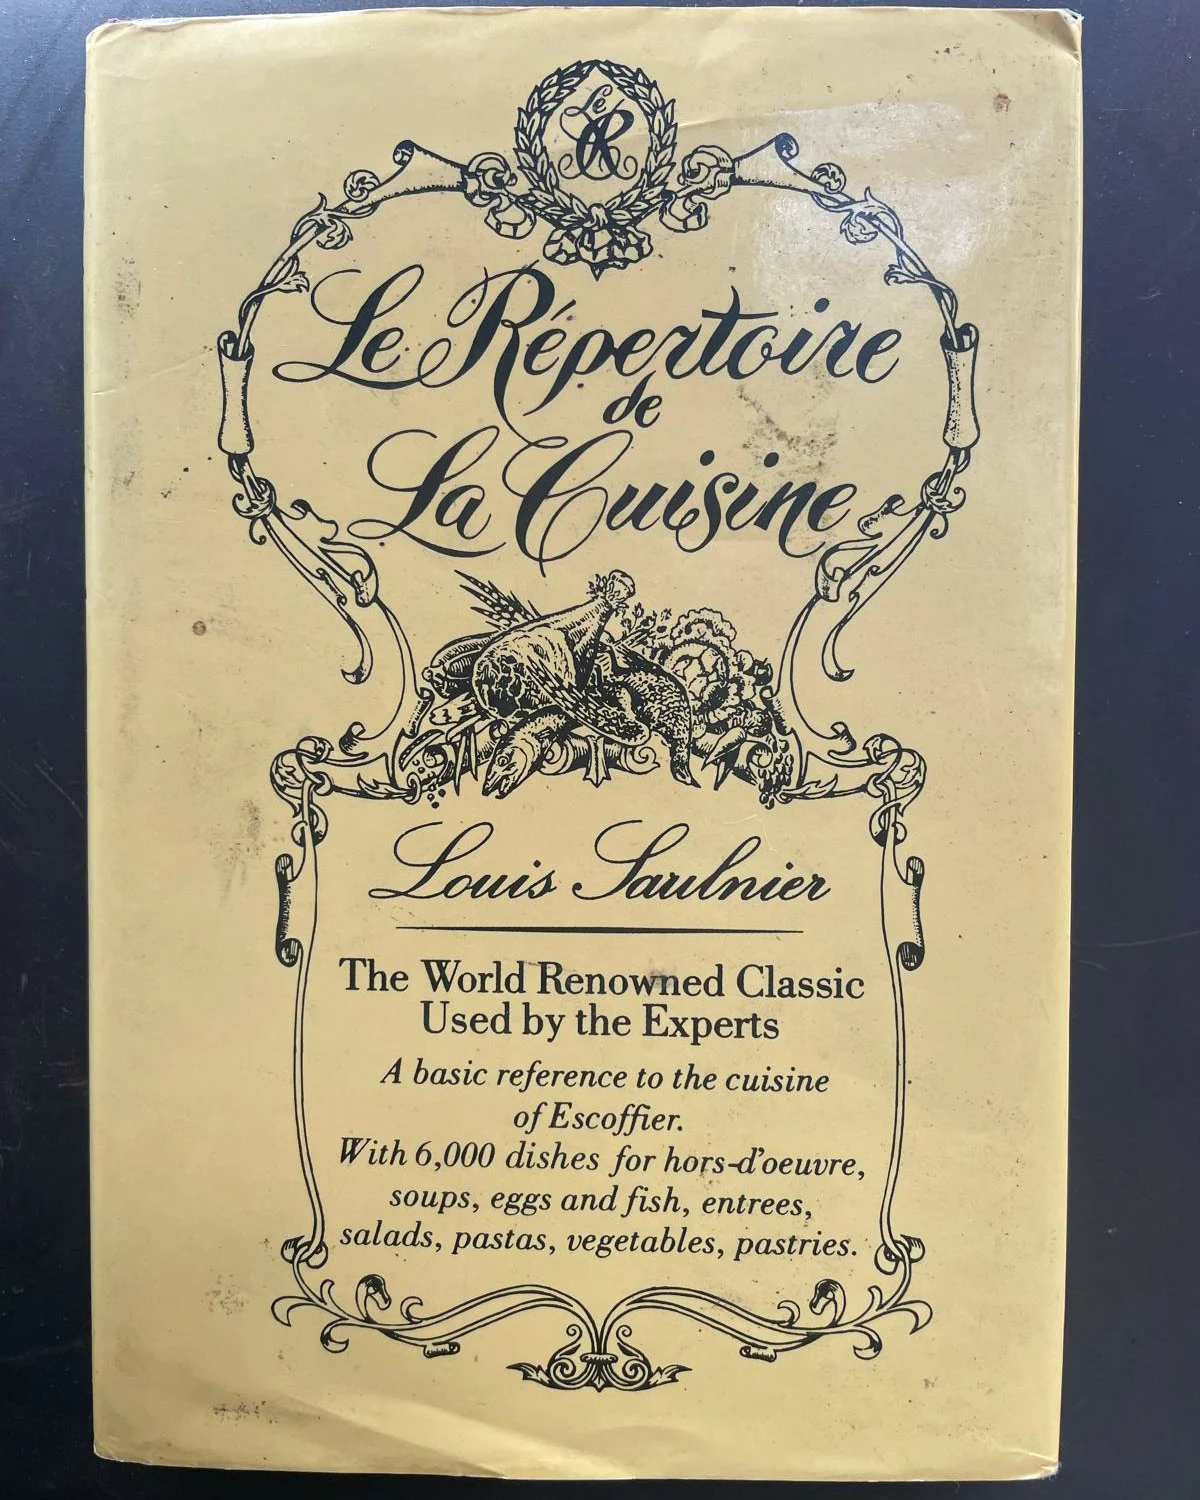 Le
R
Le Répertoire
de
La Cuisine
Louis Saulnier
The World Renowned Classic
Used by the Experts
A basic reference to the cuisine
of Escoffier.
With 6,000 dishes for hors-d'oeuvre,
soups, eggs and fish, entrees,
salads, pastas, vegetables, pastries.